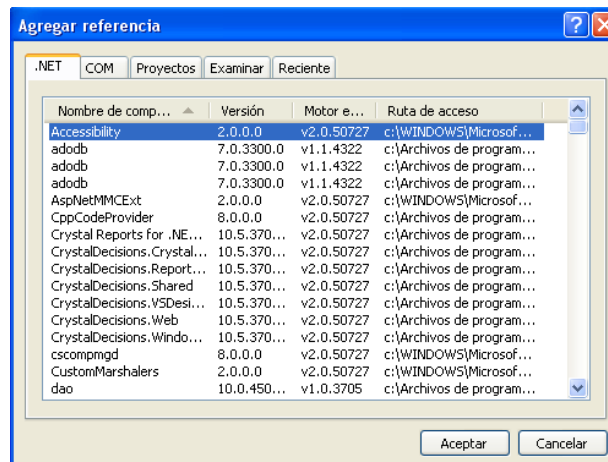 Agregar referencia
.NET COM Proyectos Examinar Reciente
Nombre de comp... Versión Motor e... Ruta de acceso
Accessibility 2.0.0.0 v2.0.50727 c:\WINDOWS\Microsof...
adodb 7.0.3300.0 v1.1.4322 c:\Archivos de program...
adodb 7.0.3300.0 v1.1.4322 c:\Archivos de program...
adodb 7.0.3300.0 v1.1.4322 c:\Archivos de program...
AspNetMMCExt 2.0.0.0 v2.0.50727 c:\WINDOWS\Microsof...
CppCodeProvider 8.0.0.0 v2.0.50727 c:\Archivos de program...
Crystal Reports for .NE... 10.5.370... v2.0.50727 c:\Archivos de program...
CrystalDecisions.Crystal... 10.5.370... v2.0.50727 c:\Archivos de program...
CrystalDecisions.Report... 10.5.370... v2.0.50727 c:\Archivos de program...
CrystalDecisions.Shared 10.5.370... v2.0.50727 c:\Archivos de program...
CrystalDecisions.VSDesi... 10.5.370... v2.0.50727 c:\Archivos de program...
CrystalDecisions.Web 10.5.370... v2.0.50727 c:\Archivos de program...
CrystalDecisions.Windo... 10.5.370... v2.0.50727 c:\Archivos de program...
cscompmgd 8.0.0.0 v2.0.50727 c:\WINDOWS\Microsof...
CustomMarshalers 2.0.0.0 v2.0.50727 c:\WINDOWS\Microsof...
dao 10.0.450... v1.0.3705 c:\Archivos de program...
Aceptar Cancelar